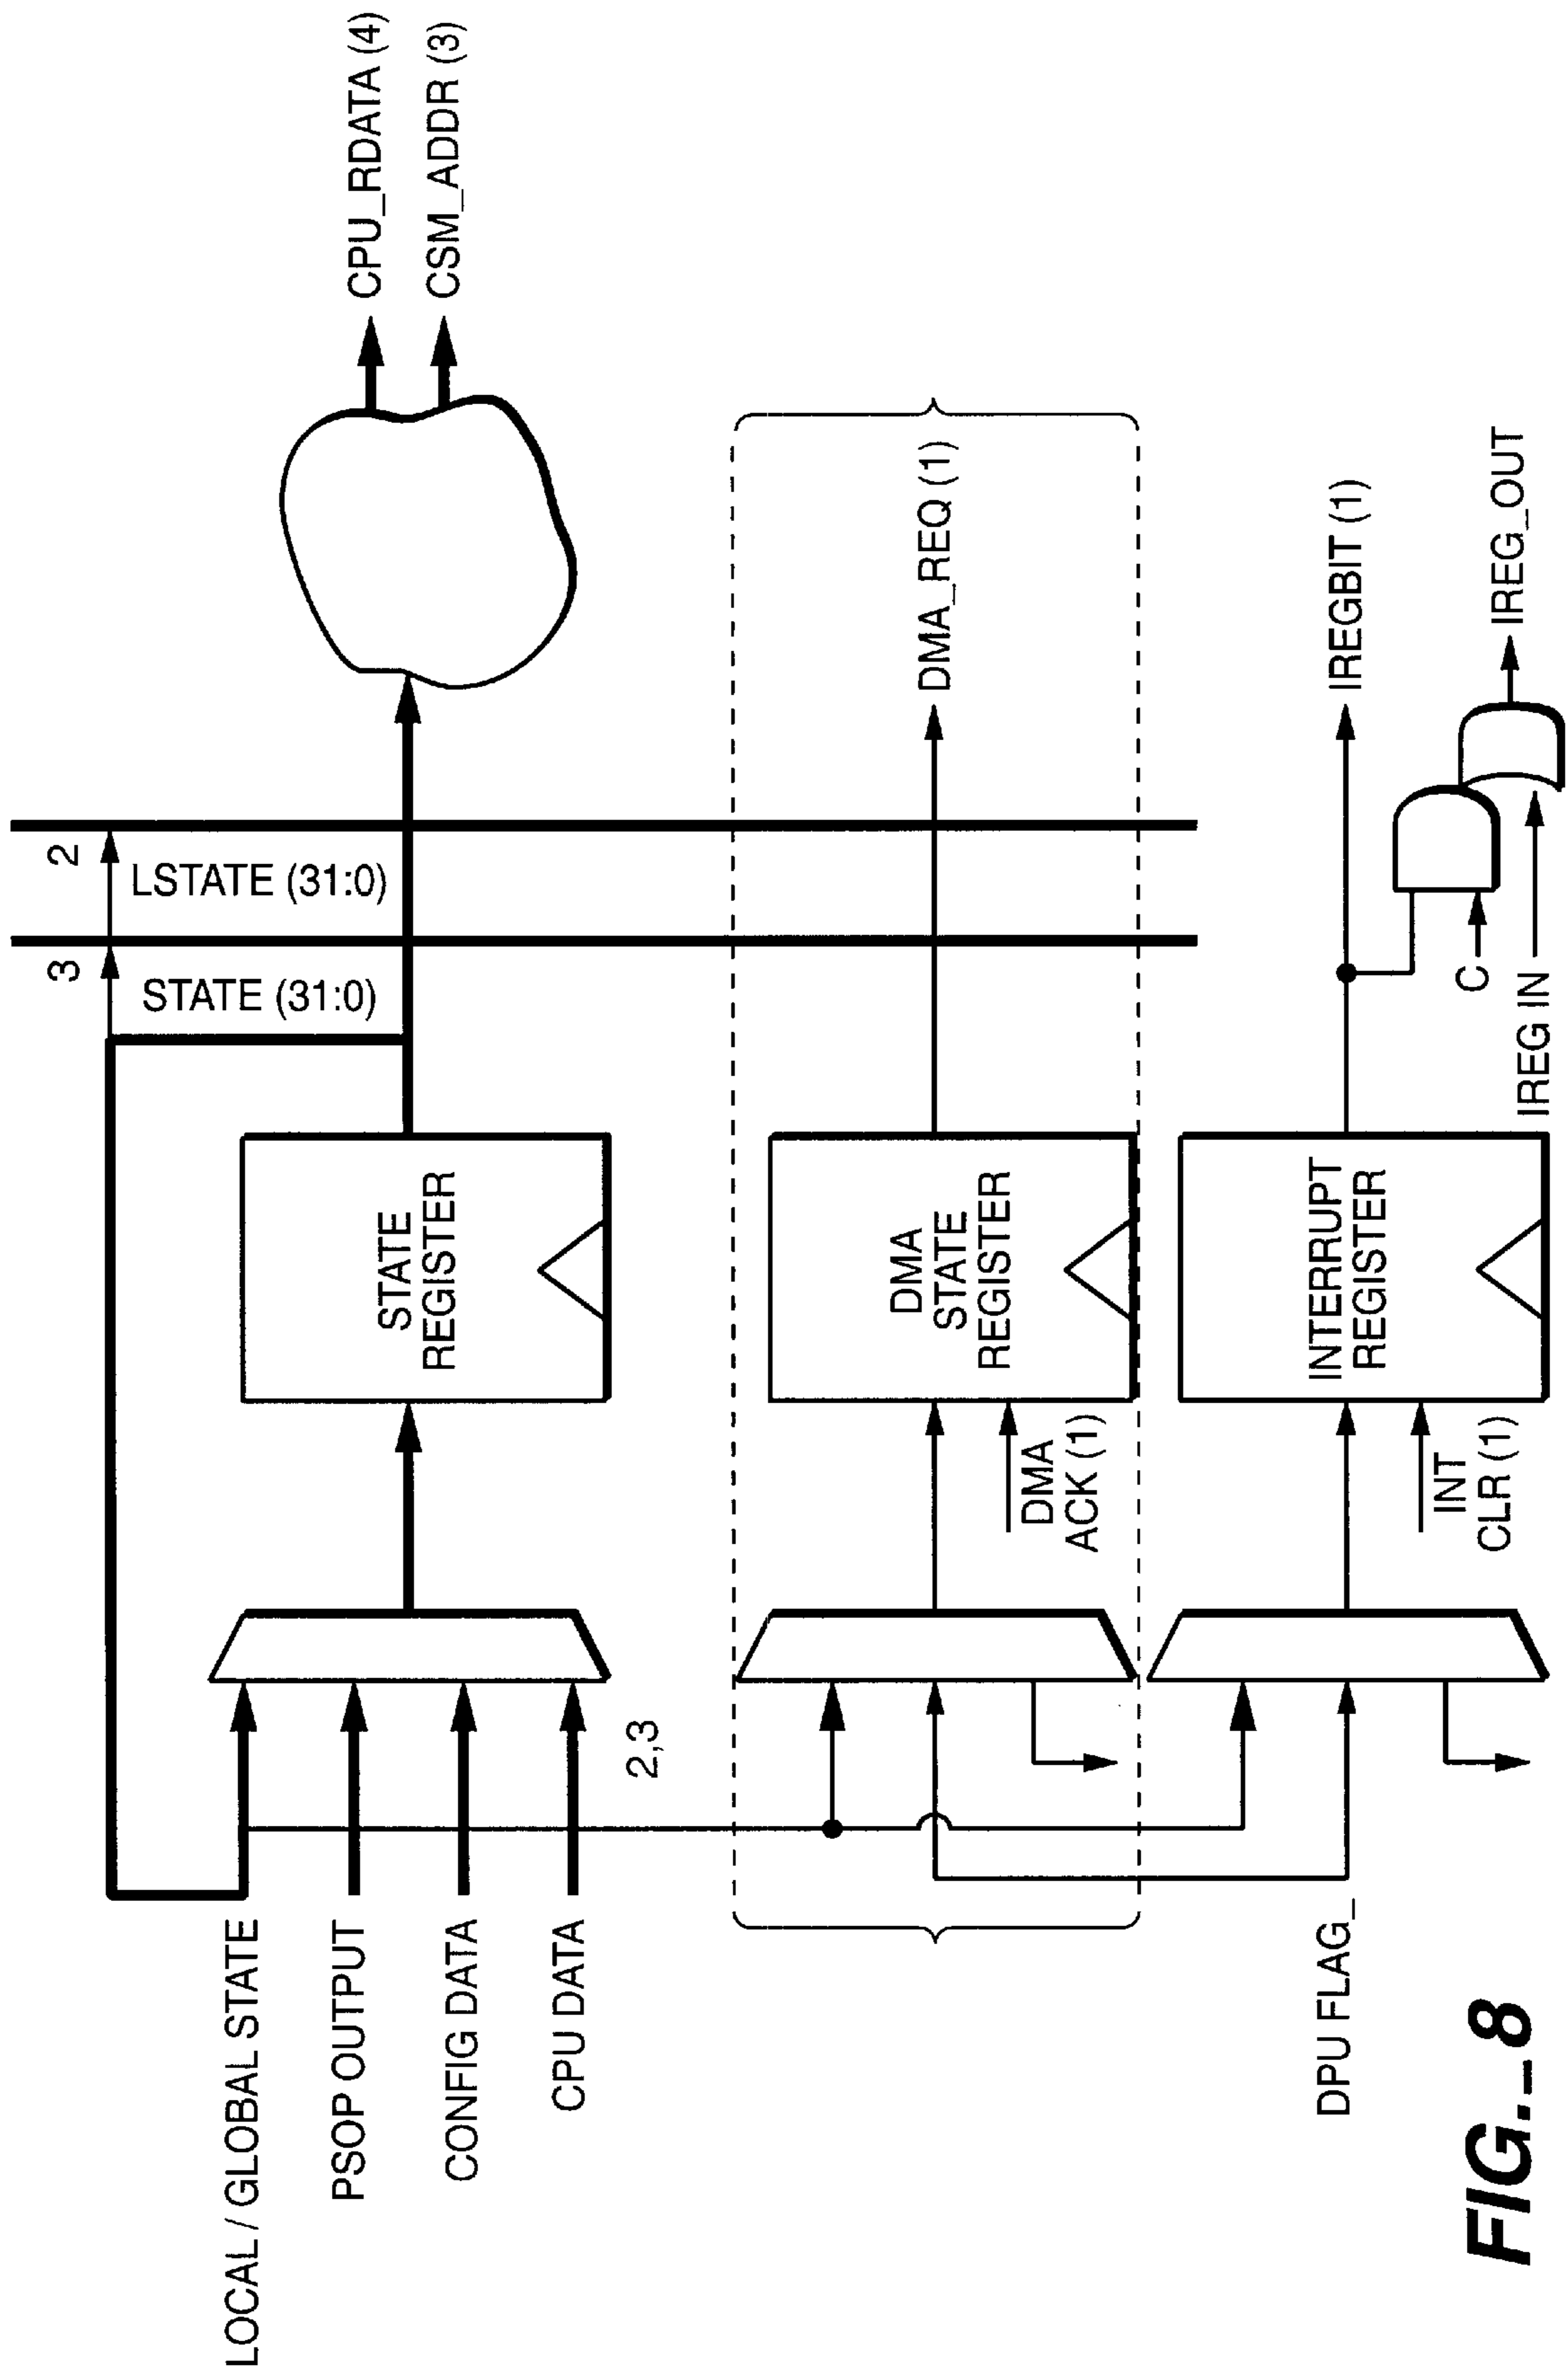 LOCAL / GLOBAL STATE
PSOP OUTPUT
CONFIG DATA
CPU DATA
2,3
STATE
REGISTER
3
STATE (31:0)
2
LSTATE (31:0)
CPU_RDATA (4)
CSM_ADDR (3)
DMA
ACK (1)
DMA
STATE
REGISTER
DMA_REQ (1)
DPU FLAG_
INT
CLR (1)
INTERRUPT
REGISTER
IREGBIT (1)
C
IREG IN
IREG_OUT
FIG._8